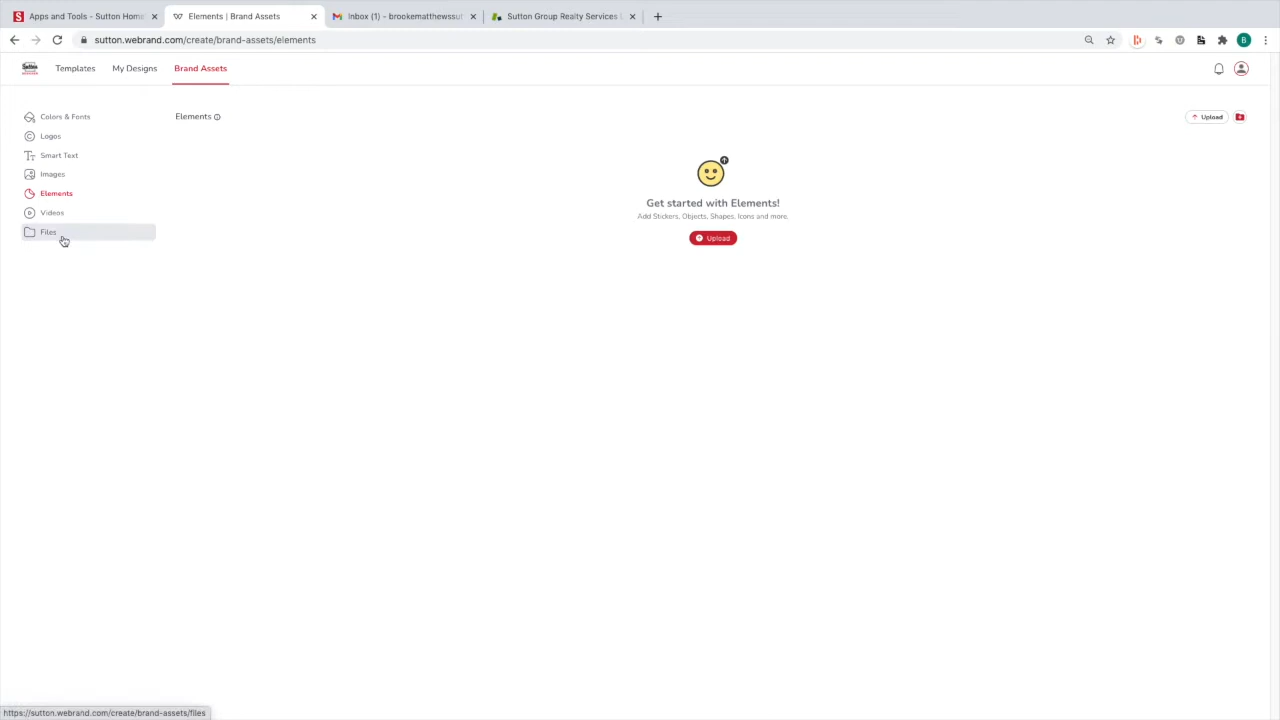 Apps and Tools - Sutton Home
Elements | Brand Assets
Inbox (1) - brookematthewssut
Sutton Group Realty Services L
sutton.webrand.com/create/brand-assets/elements
B
Sutton
Templates
My Designs
Brand Assets
Colors & Fonts
Elements
Upload
Logos
Smart Text
Images
Elements
Videos
Files
Get started with Elements!
Add Stickers, Objects, Shapes, Icons and more.
Upload
https://sutton.webrand.com/create/brand-assets/files